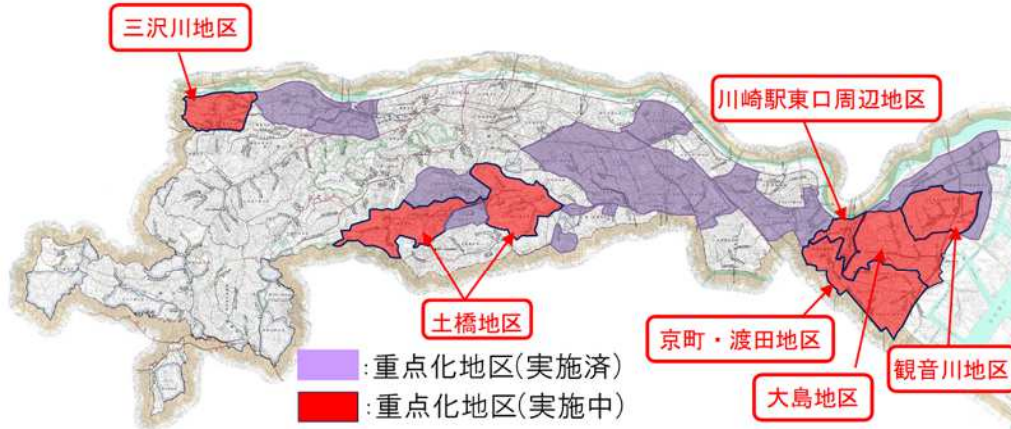 三沢川地区
川崎駅東口周辺地区
土橋地区
京町・渡田地区
観音川地区
大島地区
:重点化地区(実施済)
:重点化地区(実施中)